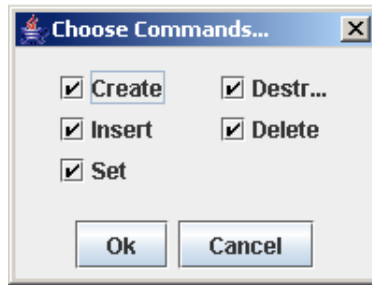 Choose Commands...
Create Destr...
Insert Delete
Set
Ok Cancel